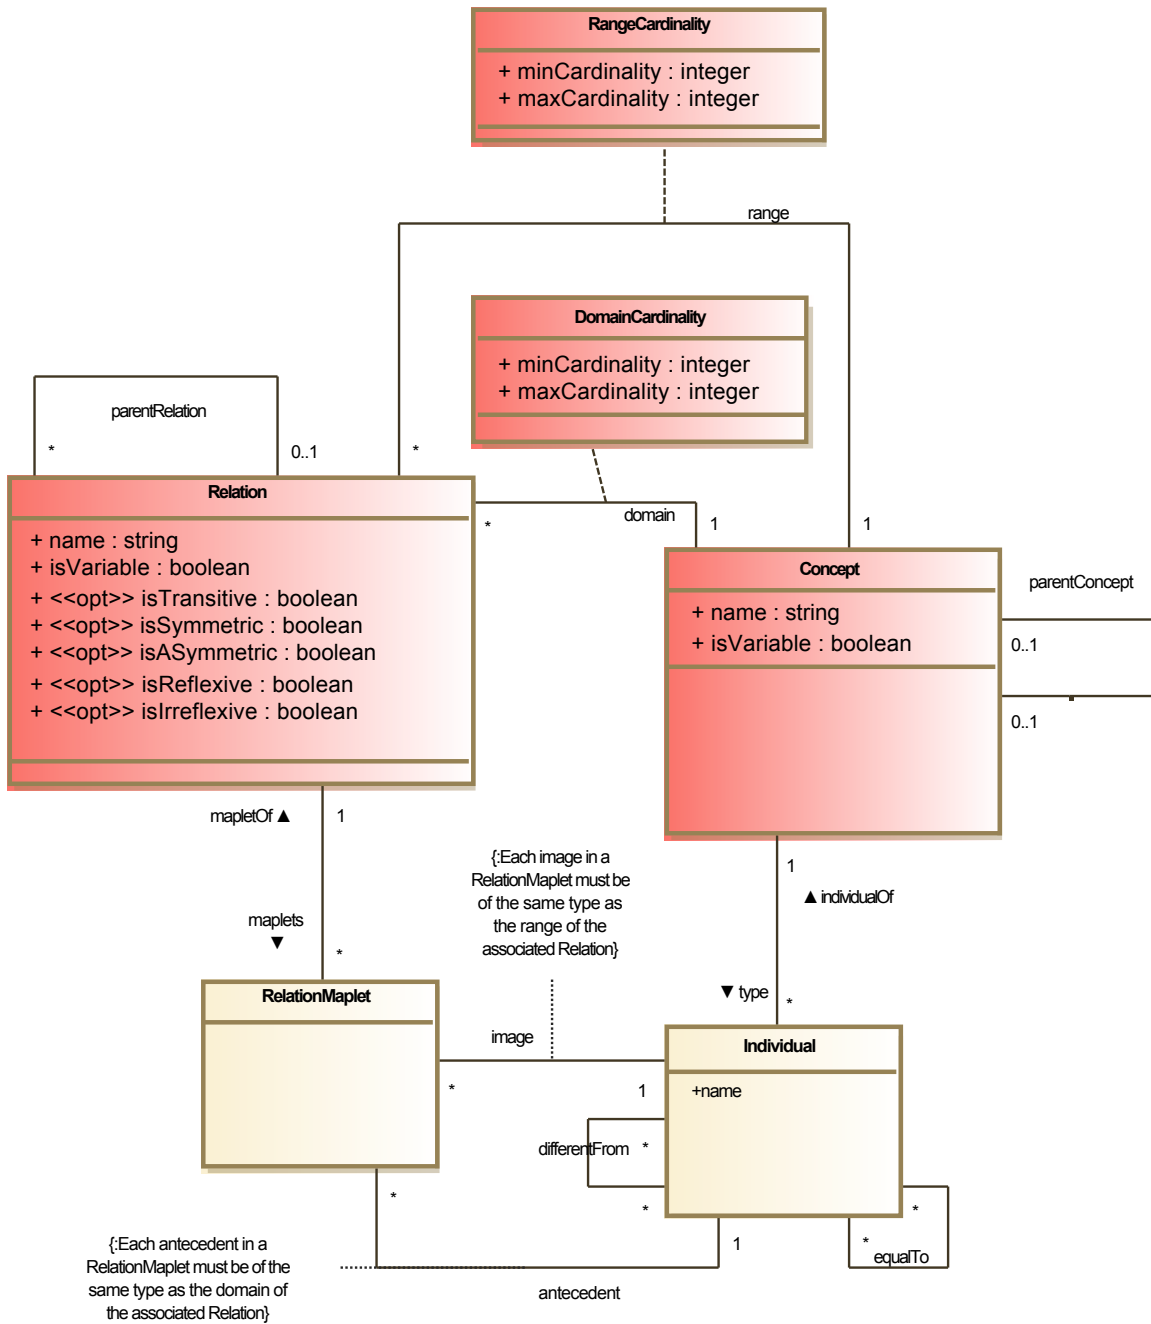 RangeCardinality
+ minCardinality : integer
+ maxCardinality : integer
range
DomainCardinality
+ minCardinality : integer
+ maxCardinality : integer
parentRelation
*
0..1
*
Relation
+ name : string
+ isVariable : boolean
+ <<opt>> isTransitive : boolean
+ <<opt>> isSymmetric : boolean
+ <<opt>> isASymmetric : boolean
+ <<opt>> isReflexive : boolean
+ <<opt>> isIrreflexive : boolean
*
domain
1
1
Concept
+ name : string
+ isVariable : boolean
parentConcept
0..1
0..1
mapletOf ▲
1
maplets
▼
*
{:Each image in a
RelationMaplet must be
of the same type as
the range of the
associated Relation}
1
▲ individualOf
▼ type
*
RelationMaplet
image
*
1
Individual
+name
differentFrom
*
*
*
*
equalTo
*
1
antecedent
{:Each antecedent in a
RelationMaplet must be of the
same type as the domain of
the associated Relation}